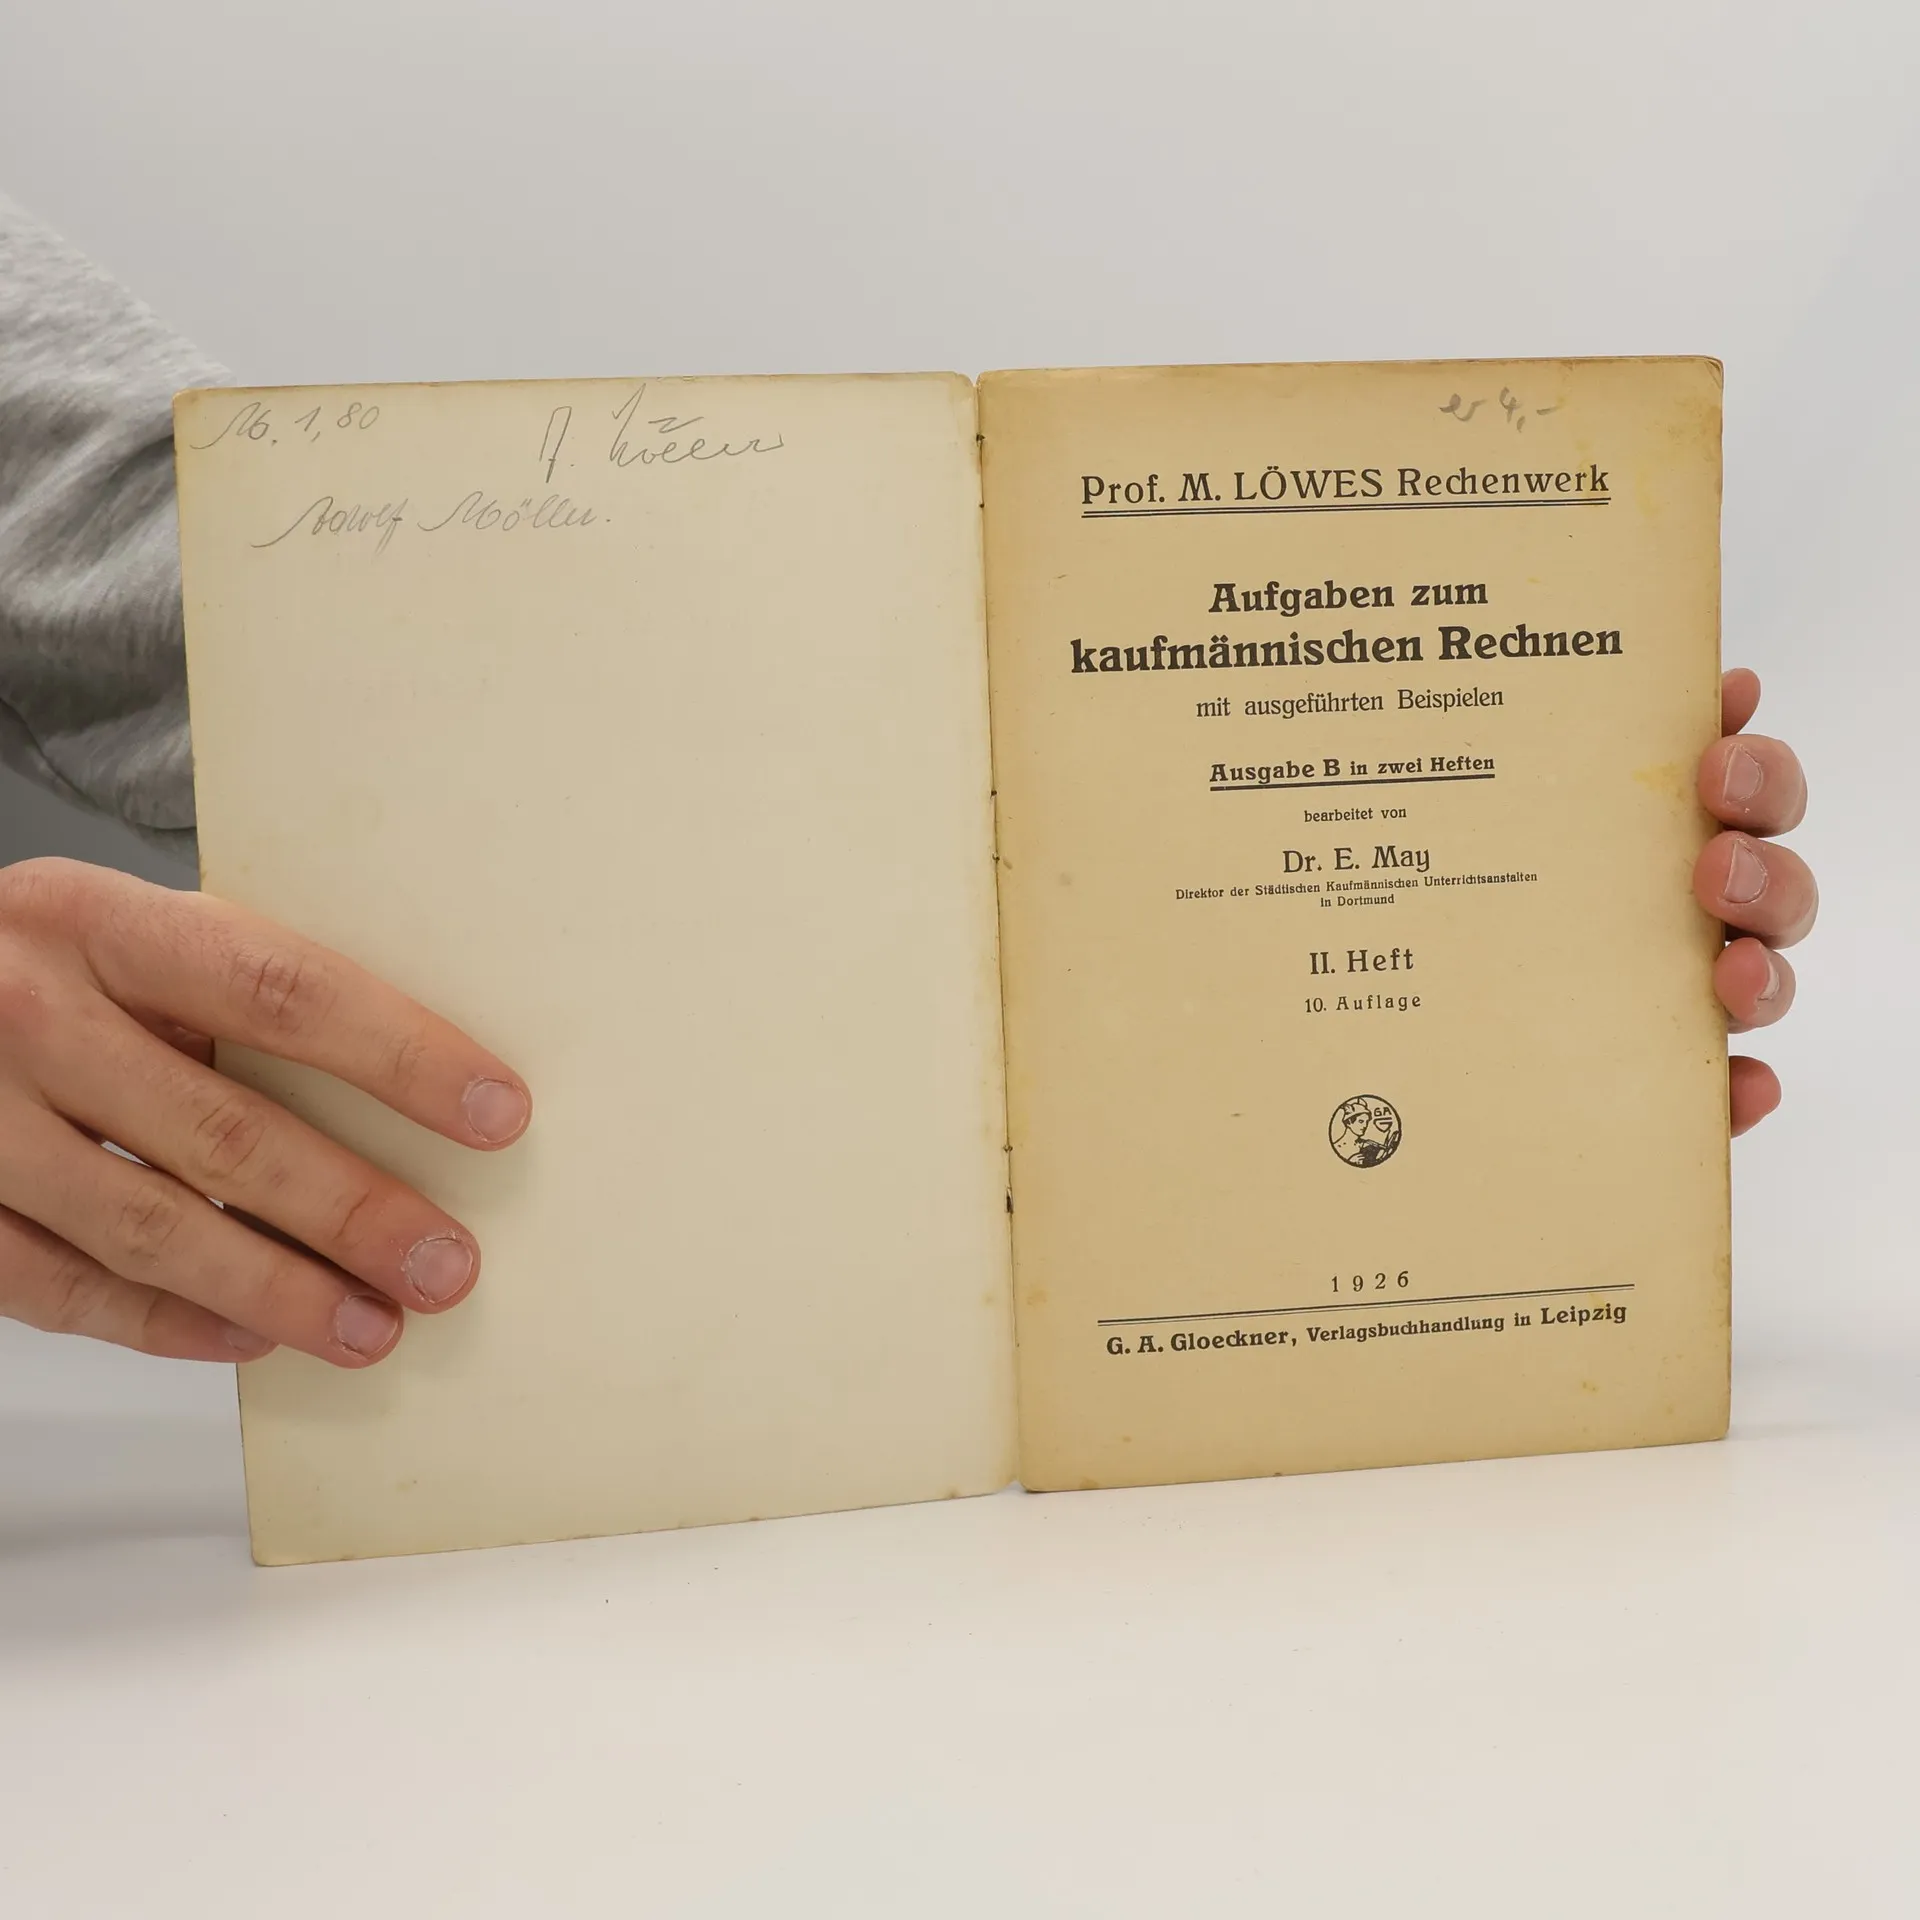 M. 1,80
Adolf Möller.
4,-
Prof. M. LÖWES Rechenwerk
Aufgaben zum
kaufmännischen Rechnen
mit ausgeführten Beispielen
Ausgabe B in zwei Heften
bearbeitet von
Dr. E. May
Direktor der Städtischen Kaufmännischen Unterrichtsanstalten
in Dortmund
II. Heft
10. Auflage
GA
1926
G. A. Gloeckner, Verlagsbuchhandlung in Leipzig